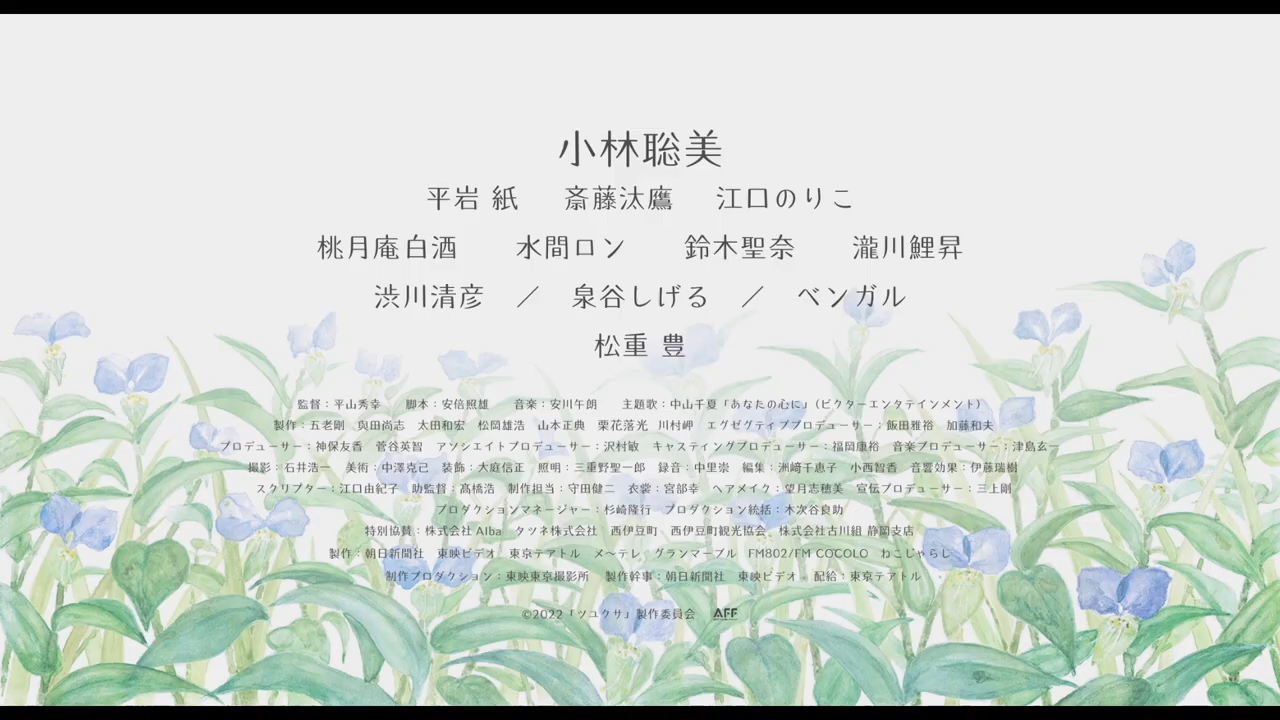 小林聡美
平岩 紙　斎藤汰鷹　江口のりこ
桃月庵白酒　水間ロン　鈴木聖奈　瀧川鯉昇
渋川清彦　／　泉谷しげる　／　ベンガル
松重 豊
監督：平山秀幸　脚本：安倍照雄　音楽：安川午朗　主題歌：中山千夏「あなたの心に」（ビクターエンタテインメント）
製作：五老剛　與田尚志　太田和宏　松岡雄浩　山本正典　栗花落光　川村岬　エグゼクティブプロデューサー：飯田雅裕　加藤和夫
プロデューサー：神保友香　菅谷英智　アソシエイトプロデューサー：沢村敏　キャスティングプロデューサー：福岡康裕　音楽プロデューサー：津島玄一
撮影：石井浩一　美術：中澤克己　装飾：大庭信正　照明：三重野聖一郎　録音：中里崇　編集：洲﨑千恵子　小西智香　音響効果：伊藤瑞樹
スクリプター：江口由紀子　助監督：髙橋浩　制作担当：守田健二　衣裳：宮部幸　ヘアメイク：望月志穂美　宣伝プロデューサー：三上剛
プロダクションマネージャー：杉崎隆行　プロダクション統括：木次谷良助
特別協賛：株式会社 Alba　タツネ株式会社　西伊豆町　西伊豆町観光協会　株式会社古川組 静岡支店
製作：朝日新聞社　東映ビデオ　東京テアトル　メ〜テレ　グランマーブル　FM802/FM COCOLO　ねこじゃらし
制作プロダクション：東映東京撮影所　製作幹事：朝日新聞社　東映ビデオ　配給：東京テアトル
©2022「ツユクサ」製作委員会　AFF